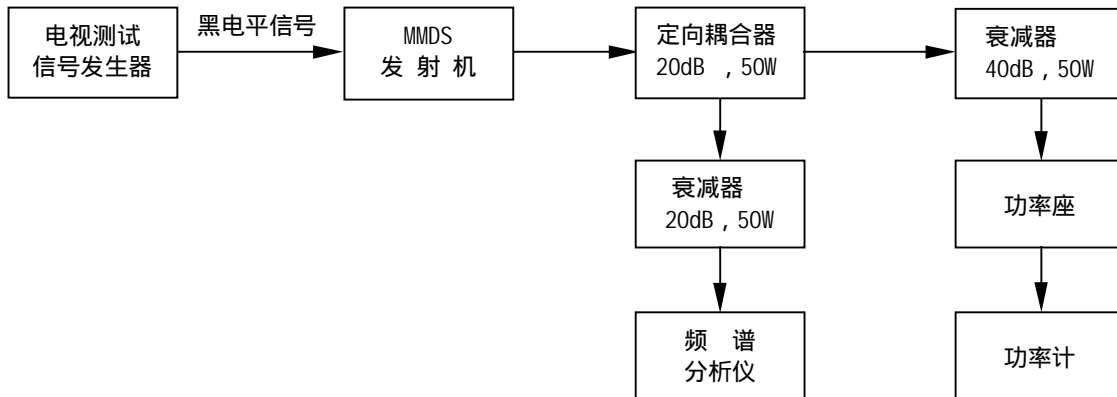 电视测试
信号发生器
黑电平信号
MMDS
发 射 机
定向耦合器
20dB , 50W
衰减器
40dB , 50W
衰减器
20dB , 50W
功率座
频 谱
分析仪
功率计